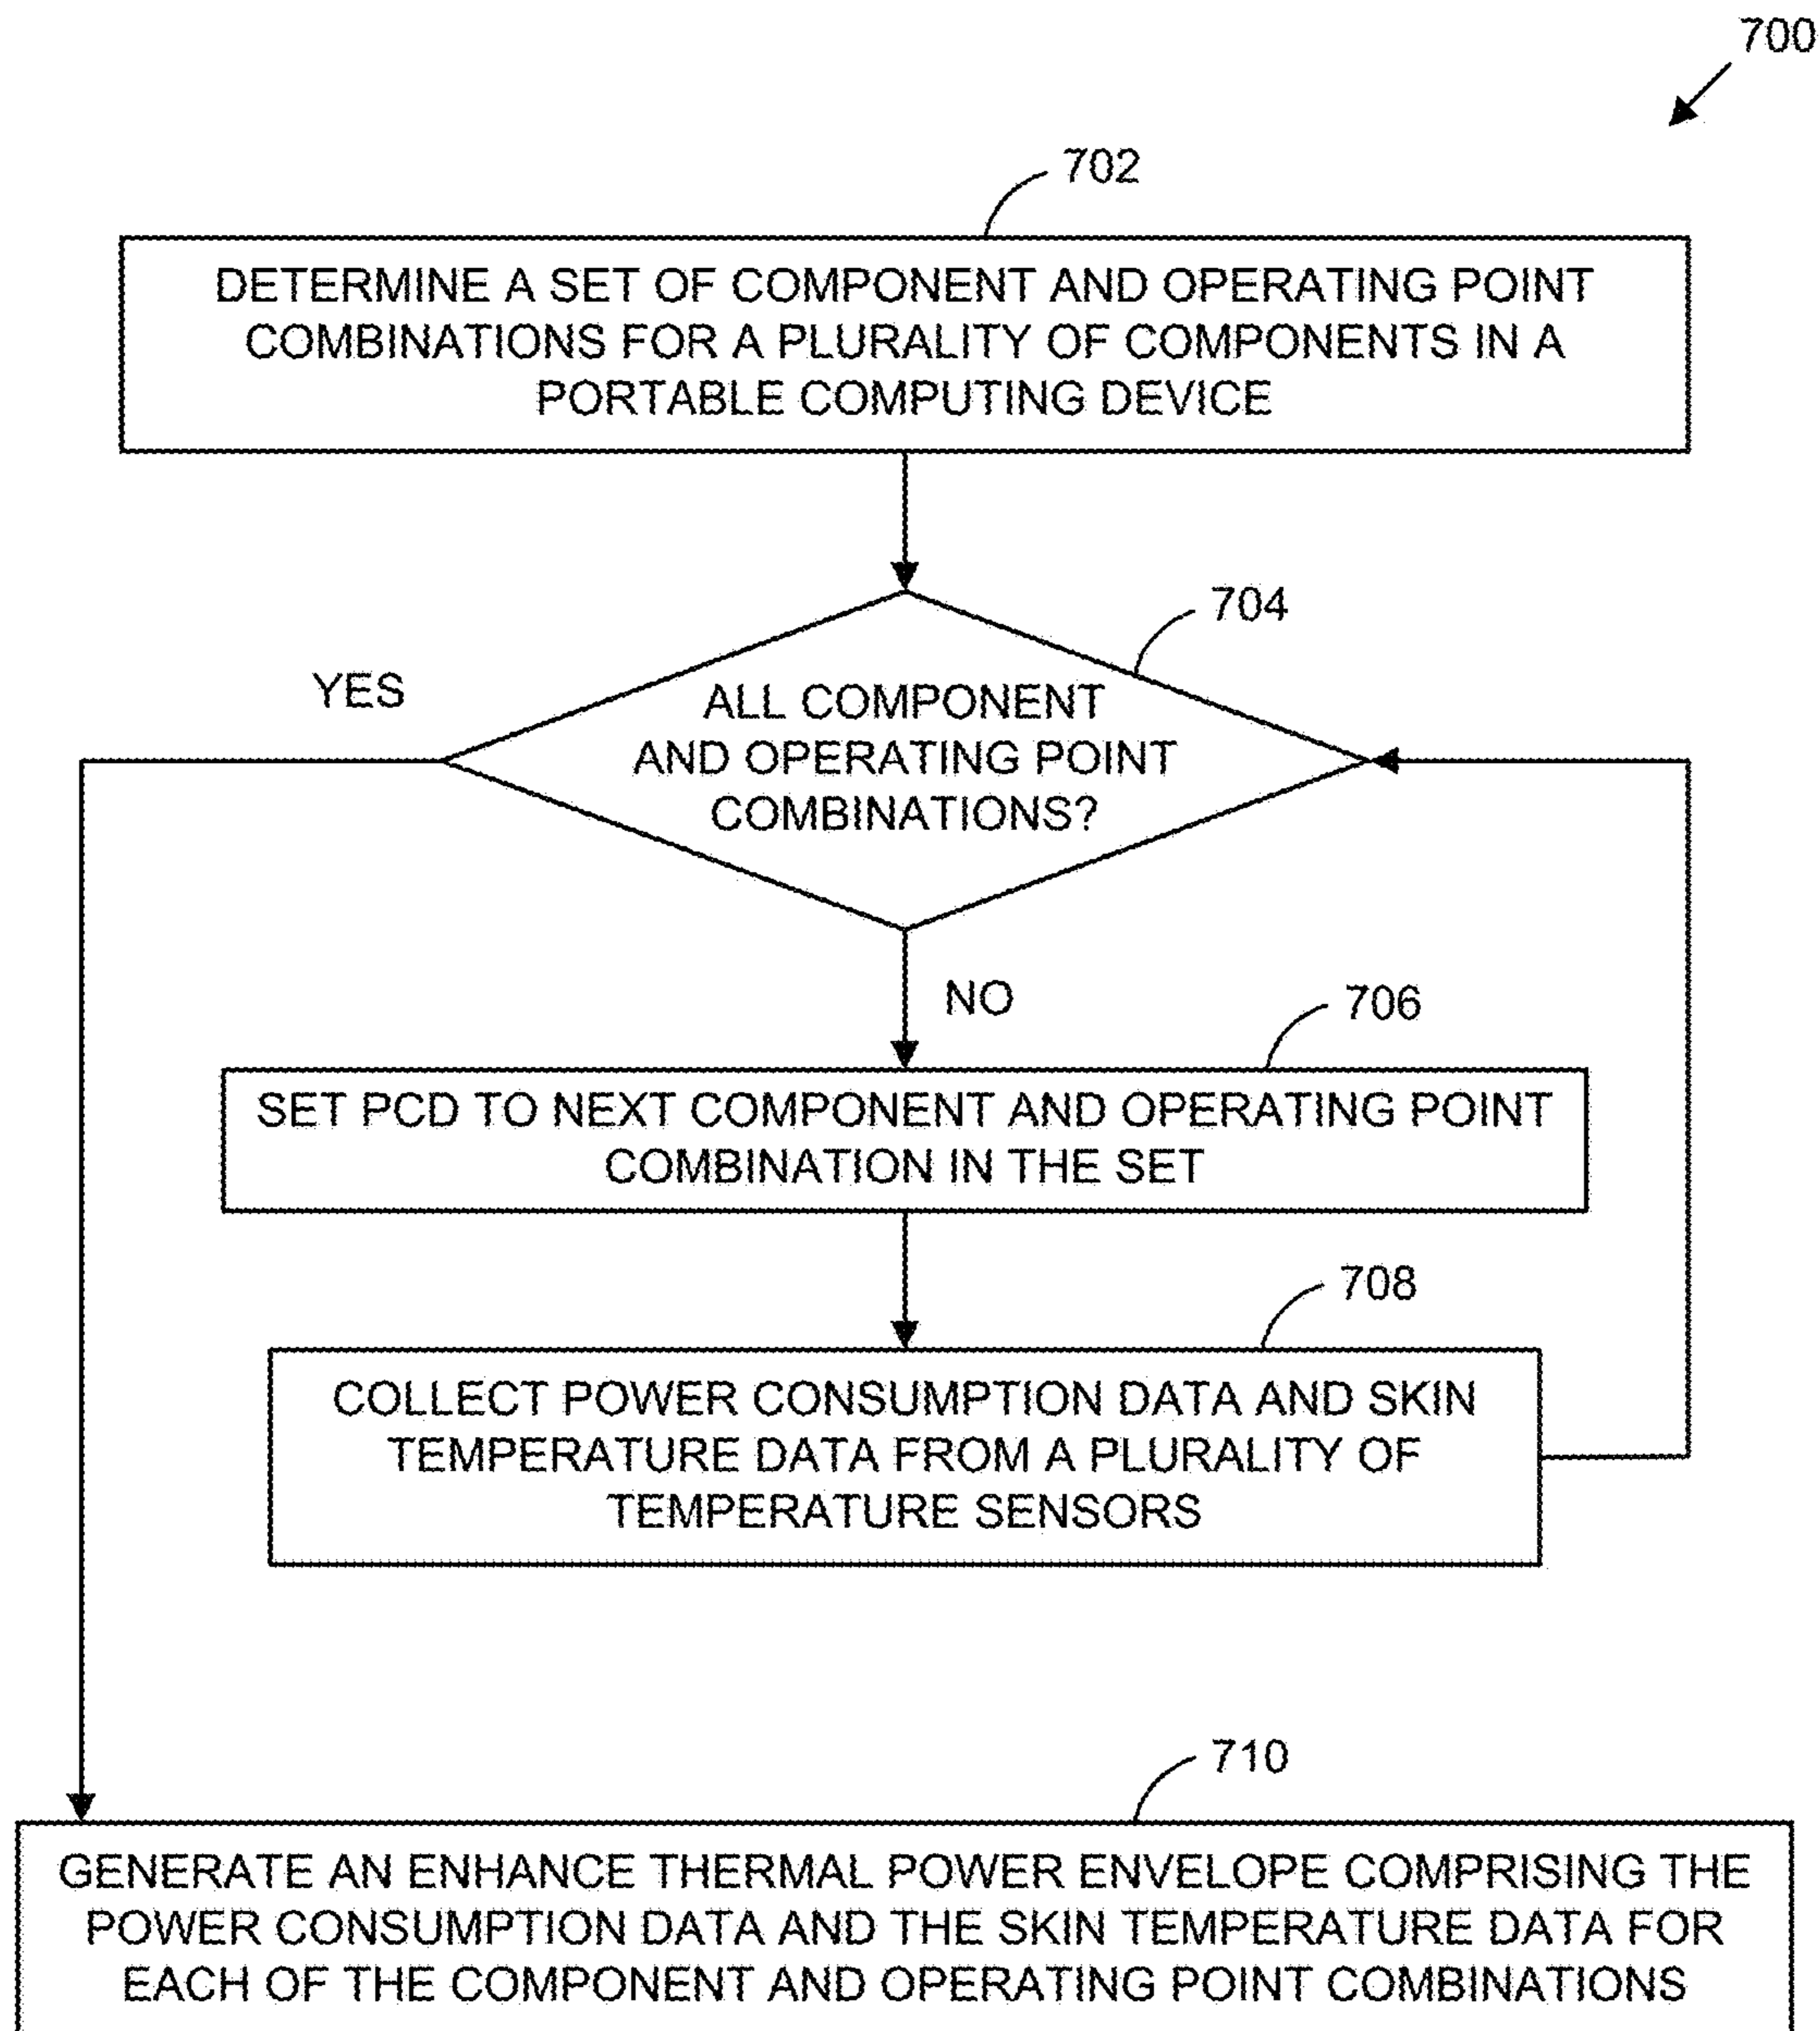 700
702
DETERMINE A SET OF COMPONENT AND OPERATING POINT
COMBINATIONS FOR A PLURALITY OF COMPONENTS IN A
PORTABLE COMPUTING DEVICE
704
YES
ALL COMPONENT
AND OPERATING POINT
COMBINATIONS?
NO
706
SET PCD TO NEXT COMPONENT AND OPERATING POINT
COMBINATION IN THE SET
708
COLLECT POWER CONSUMPTION DATA AND SKIN
TEMPERATURE DATA FROM A PLURALITY OF
TEMPERATURE SENSORS
710
GENERATE AN ENHANCE THERMAL POWER ENVELOPE COMPRISING THE
POWER CONSUMPTION DATA AND THE SKIN TEMPERATURE DATA FOR
EACH OF THE COMPONENT AND OPERATING POINT COMBINATIONS